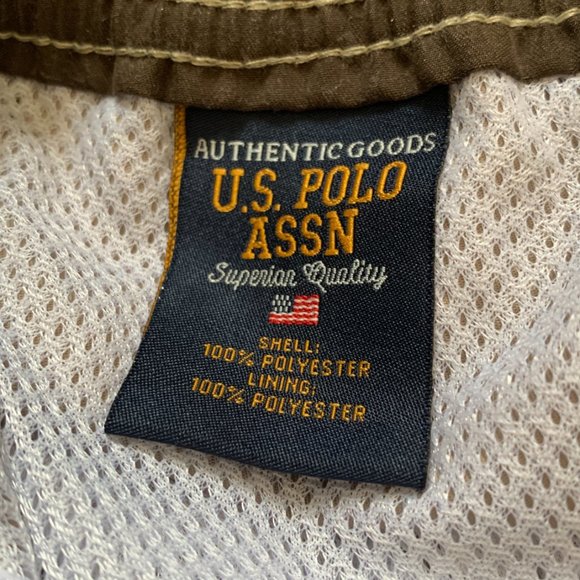 AUTHENTIC GOODS
U.S. POLO
ASSN
Superior Quality
SHELL:
100% POLYESTER
LINING:
100% POLYESTER